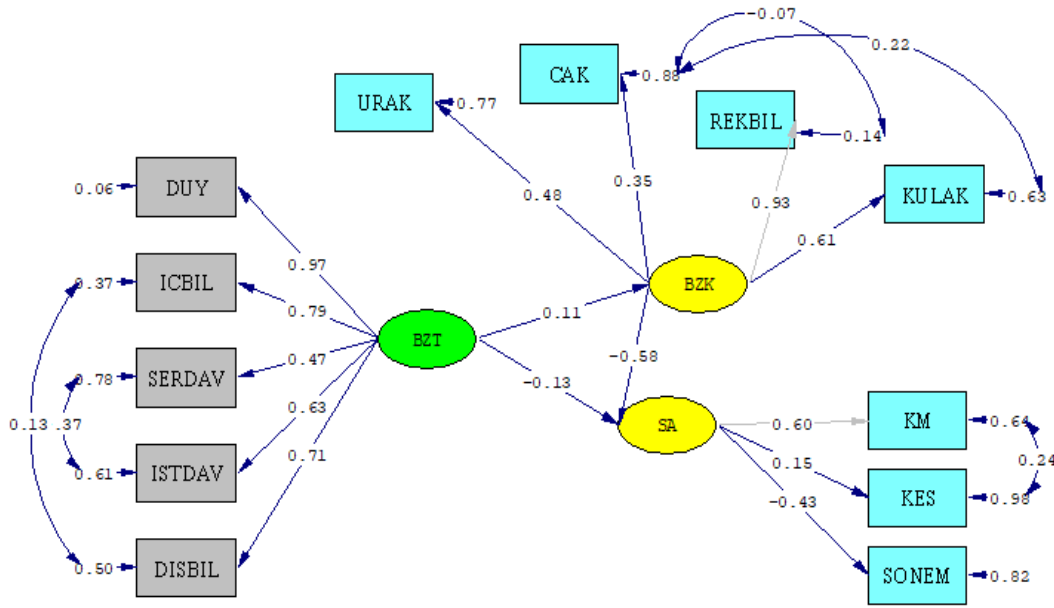 -0.07
0.22
CAK
0.88
URAK
0.77
REKBIL
0.14
0.06
DUY
0.35
KULAK
0.63
0.48
0.93
0.61
0.97
0.37
ICBIL
0.79
BZK
0.11
BZT
0.47
0.78
SERDAV
-0.58
-0.13
0.63
0.13
.37
SA
0.60
KM
0.64
0.71
0.61
ISTDAV
0.15
0.24
-0.43
KES
0.98
0.50
DISBIL
SONEM
0.82